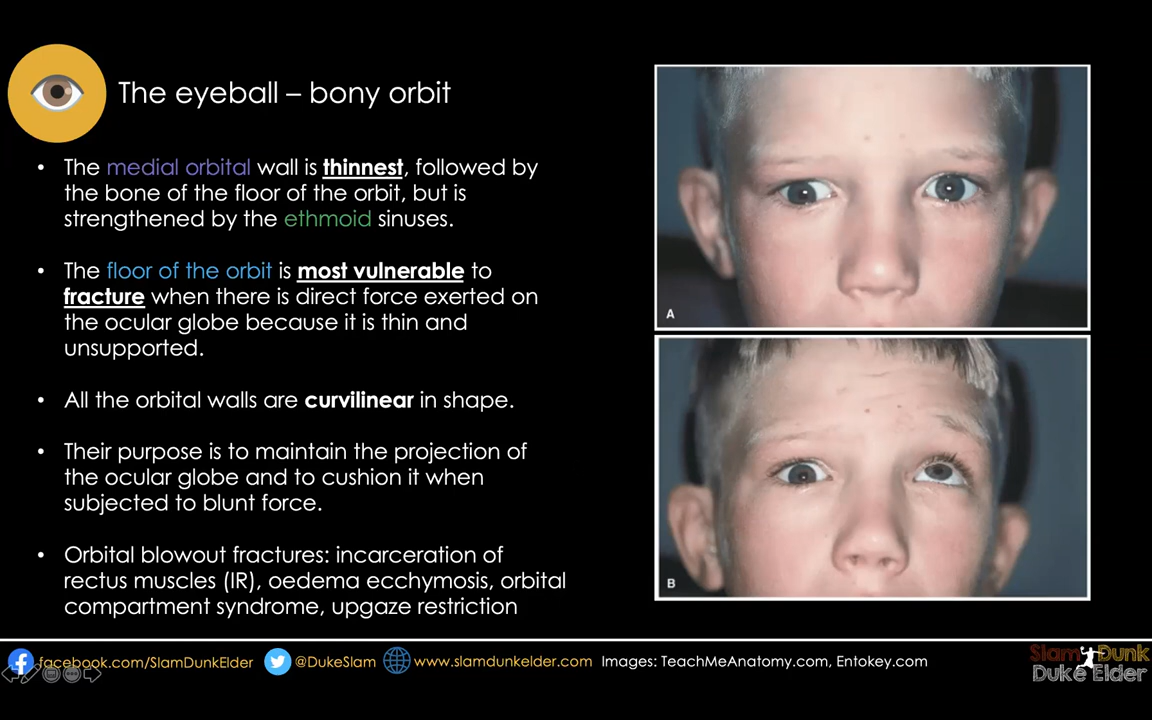 The eyeball – bony orbit
• The medial orbital wall is thinnest, followed by
the bone of the floor of the orbit, but is
strengthened by the ethmoid sinuses.
• The floor of the orbit is most vulnerable to
fracture when there is direct force exerted on
the ocular globe because it is thin and
unsupported.
• All the orbital walls are curvilinear in shape.
• Their purpose is to maintain the projection of
the ocular globe and to cushion it when
subjected to blunt force.
• Orbital blowout fractures: incarceration of
rectus muscles (IR), oedema ecchymosis, orbital
compartment syndrome, upgaze restriction
A
B
facebook.com/SlamDunkElder @DukeSlam www.slamdunkelder.com Images: TeachMeAnatomy.com, Entokey.com
Slam Dunk
Duke Elder